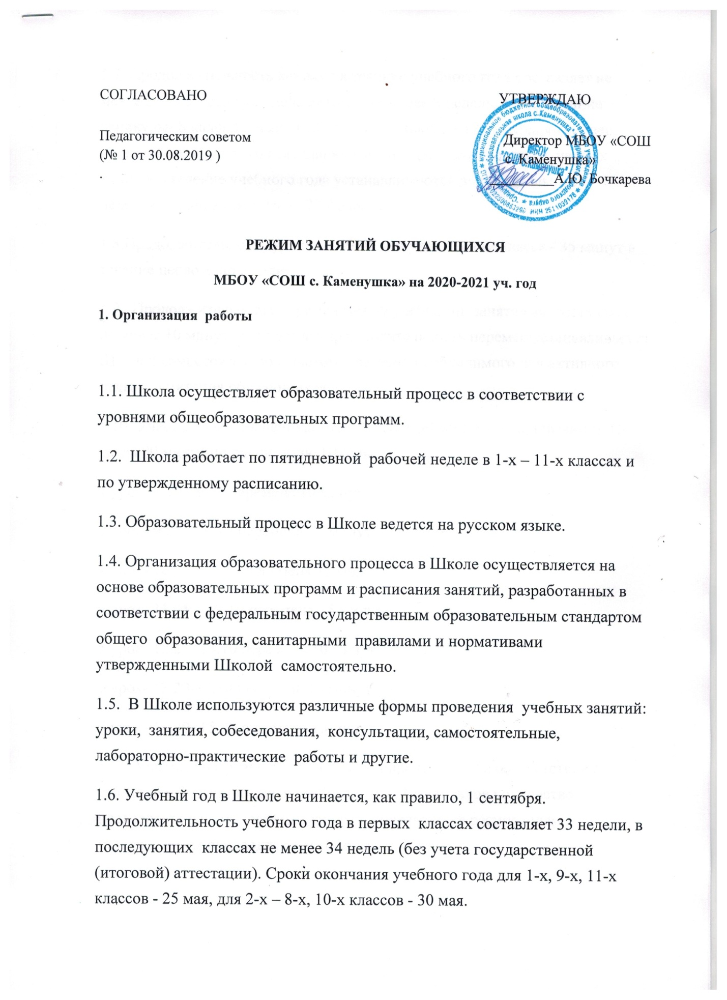 СОГЛАСОВАНО
УТВЕРЖДАЮ
Педагогическим советом
(№ 1 от 30.08.2019 )
.
Директор МБОУ «СОШ
с. Каменушка»
_________А.Ю. Бочкарева
муниципальное бюджетное общеобразовательное учреждение
МБОУ
"СОШ с.Каменушка"
ИНН 2511039178
РЕЖИМ ЗАНЯТИЙ ОБУЧАЮЩИХСЯ
МБОУ «СОШ с. Каменушка» на 2020-2021 уч. год
1. Организация  работы
1.1. Школа осуществляет образовательный процесс в соответствии с
уровнями общеобразовательных программ.
1.2.  Школа работает по пятидневной  рабочей неделе в 1-х – 11-х классах и
по утвержденному расписанию.
1.3. Образовательный процесс в Школе ведется на русском языке.
1.4. Организация образовательного процесса в Школе осуществляется на
основе образовательных программ и расписания занятий, разработанных в
соответствии с федеральным государственным образовательным стандартом
общего  образования, санитарными  правилами и нормативами
утвержденными Школой  самостоятельно.
1.5.  В Школе используются различные формы проведения  учебных занятий:
уроки,  занятия, собеседования,  консультации, самостоятельные,
лабораторно-практические  работы и другие.
1.6. Учебный год в Школе начинается, как правило, 1 сентября.
Продолжительность учебного года в первых  классах составляет 33 недели, в
последующих  классах не менее 34 недель (без учета государственной
(итоговой) аттестации). Сроки окончания учебного года для 1-х, 9-х, 11-х
классов - 25 мая, для 2-х – 8-х, 10-х классов - 30 мая.